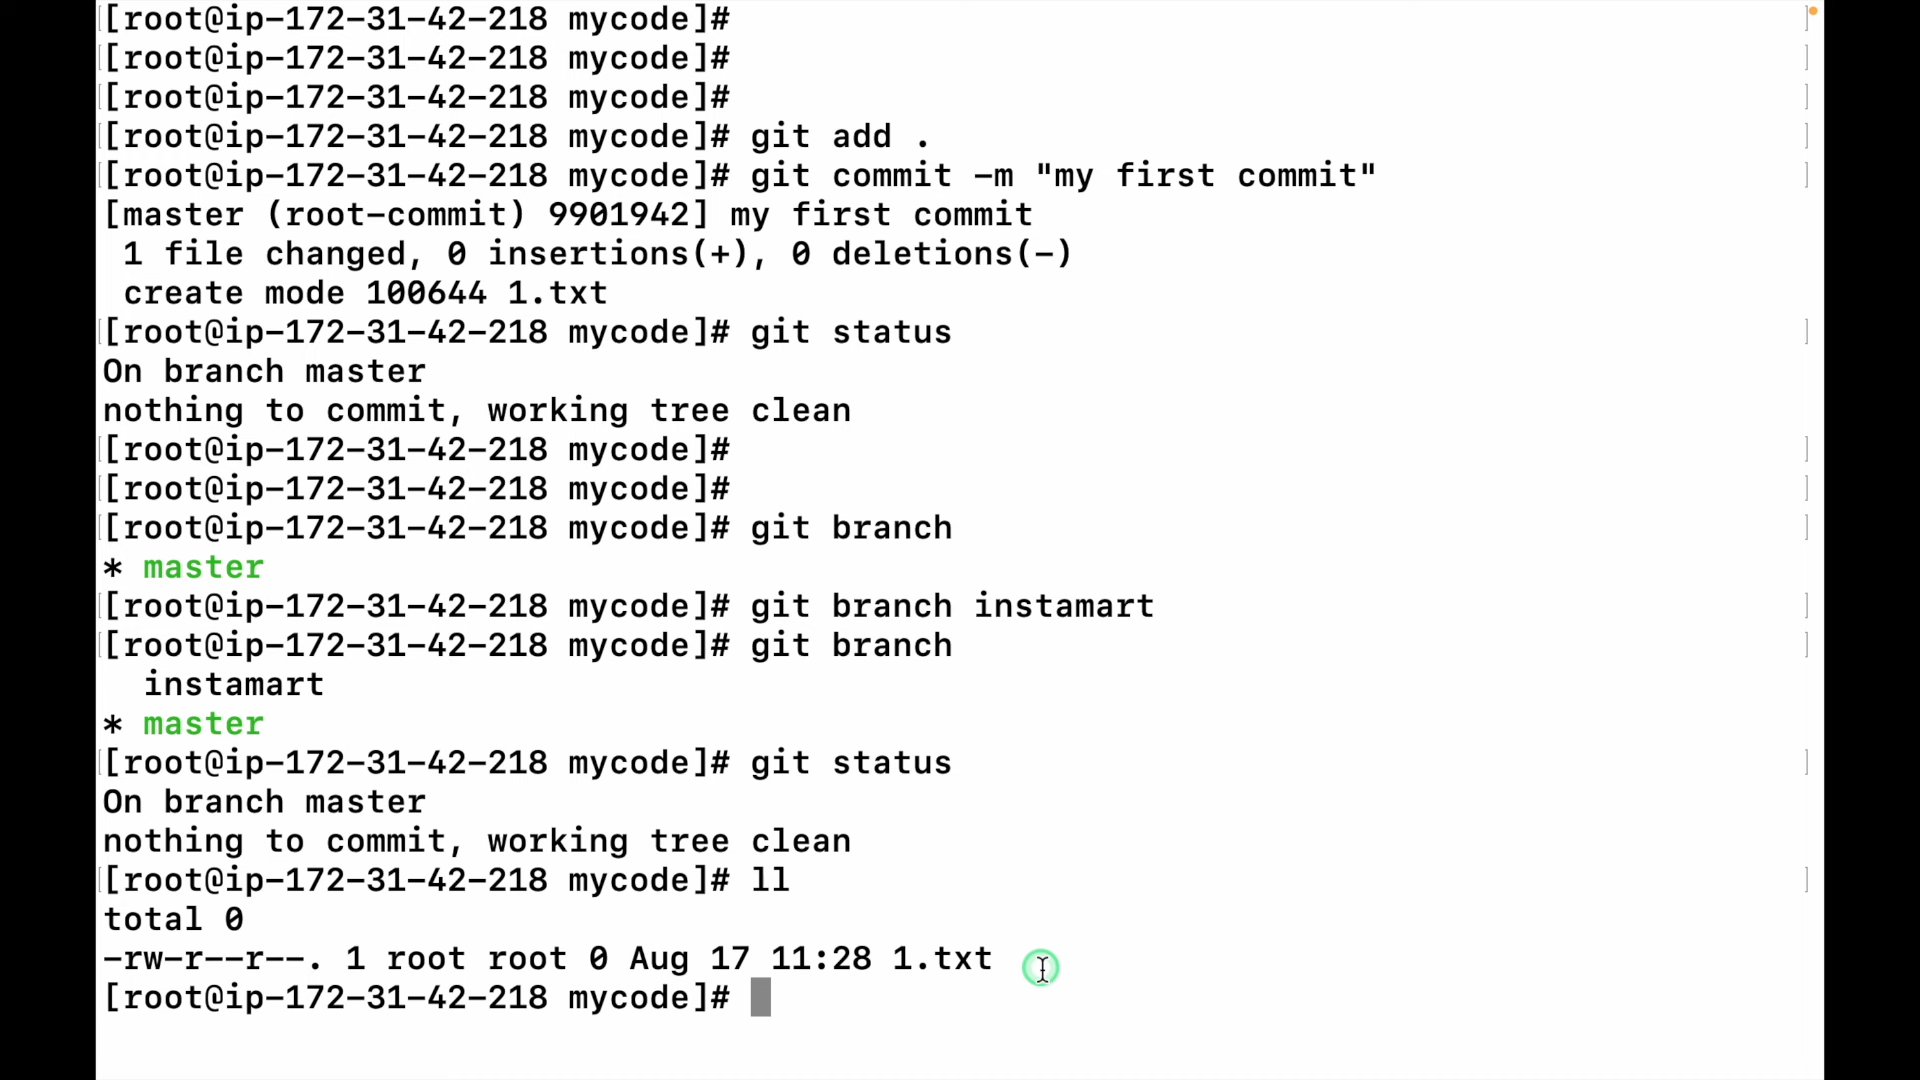 [root@ip-172-31-42-218 mycode]#
[root@ip-172-31-42-218 mycode]#
[root@ip-172-31-42-218 mycode]#
[root@ip-172-31-42-218 mycode]# git add .
[root@ip-172-31-42-218 mycode]# git commit -m "my first commit"
[master (root-commit) 9901942] my first commit
 1 file changed, 0 insertions(+), 0 deletions(-)
 create mode 100644 1.txt
[root@ip-172-31-42-218 mycode]# git status
On branch master
nothing to commit, working tree clean
[root@ip-172-31-42-218 mycode]#
[root@ip-172-31-42-218 mycode]#
[root@ip-172-31-42-218 mycode]# git branch
* master
[root@ip-172-31-42-218 mycode]# git branch instamart
[root@ip-172-31-42-218 mycode]# git branch
  instamart
* master
[root@ip-172-31-42-218 mycode]# git status
On branch master
nothing to commit, working tree clean
[root@ip-172-31-42-218 mycode]# ll
total 0
-rw-r--r--. 1 root root 0 Aug 17 11:28 1.txt
[root@ip-172-31-42-218 mycode]#